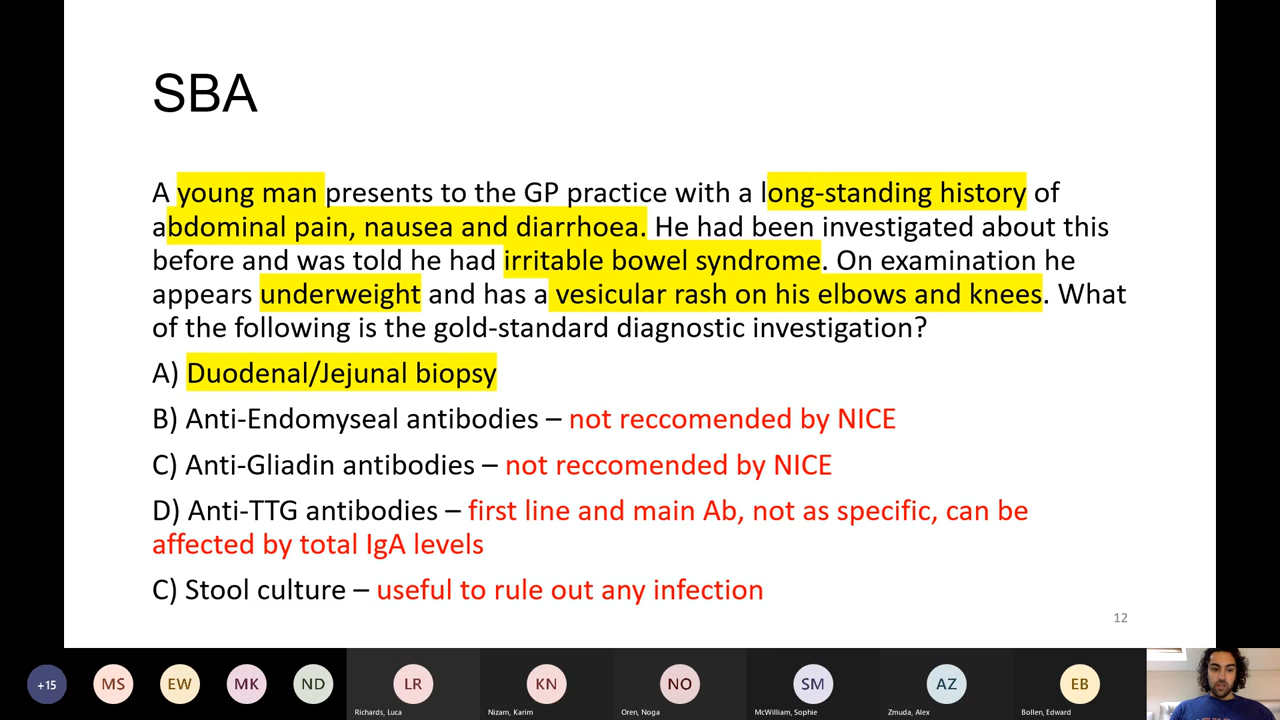 SBA
A young man presents to the GP practice with a long-standing history of
abdominal pain, nausea and diarrhoea. He had been investigated about this
before and was told he had irritable bowel syndrome. On examination he
appears underweight and has a vesicular rash on his elbows and knees. What
of the following is the gold-standard diagnostic investigation?
A) Duodenal/Jejunal biopsy
B) Anti-Endomyseal antibodies – not reccomended by NICE
C) Anti-Gliadin antibodies – not reccomended by NICE
D) Anti-TTG antibodies – first line and main Ab, not as specific, can be
affected by total IgA levels
C) Stool culture – useful to rule out any infection
12
+15
MS
EW
MK
ND
LR
KN
NO
SM
AZ
EB
Richards, Luca
Nizam, Karim
Oren, Noga
McWilliam, Sophie
Zmuda, Alex
Bollen, Edward